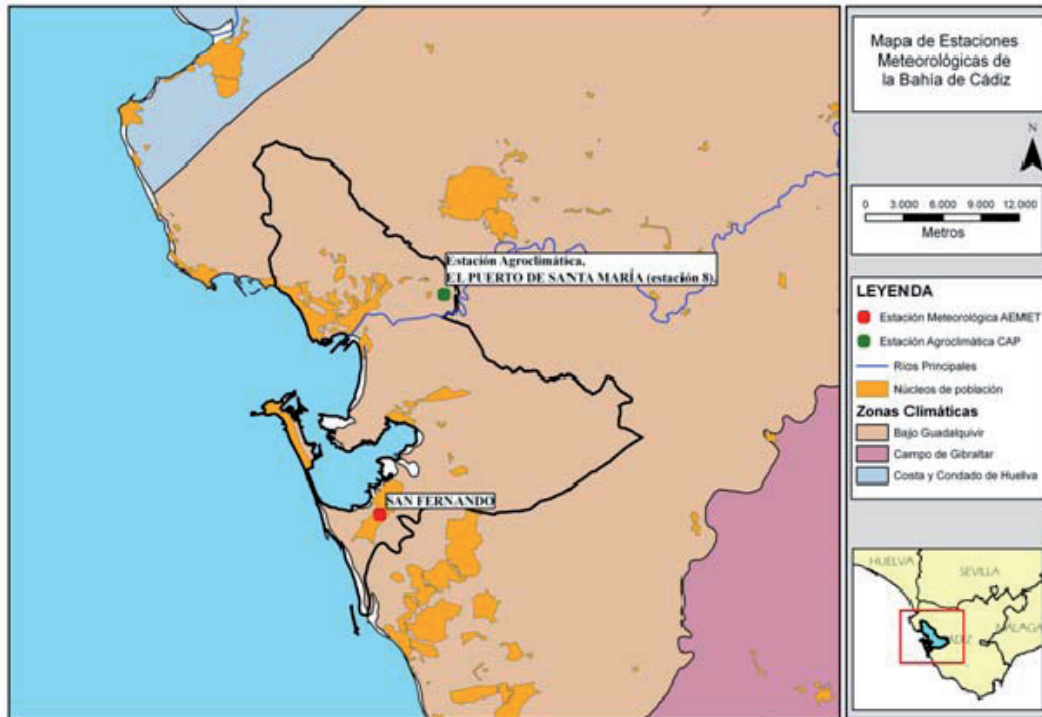 Mapa de Estaciones
Meteorológicas de
la Bahía de Cádiz
N
0 3.000 6.000 9.000 12.000
Metros
Estación Agroclimática,
EL PUERTO DE SANTA MARÍA (estación 8),
SAN FERNANDO
LEYENDA
Estación Meteorológica AEMIET
Estación Agroclimática CAP
Ríos Principales
Núcleos de población
Zonas Climáticas
Bajo Guadalquivir
Campo de Gibraltar
Costa y Condado de Huelva
HUELVA
SEVILLA
MÁLAGA